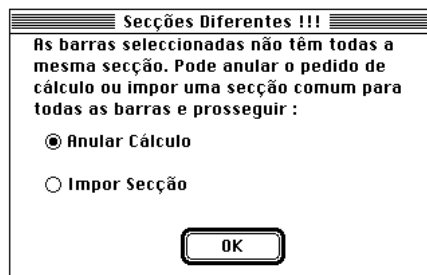 Secções Diferentes !!!
As barras seleccionadas não têm todas a
mesma secção. Pode anular o pedido de
cálculo ou impor uma secção comum para
todas as barras e prosseguir :
Anular Cálculo
Impor Secção
OK